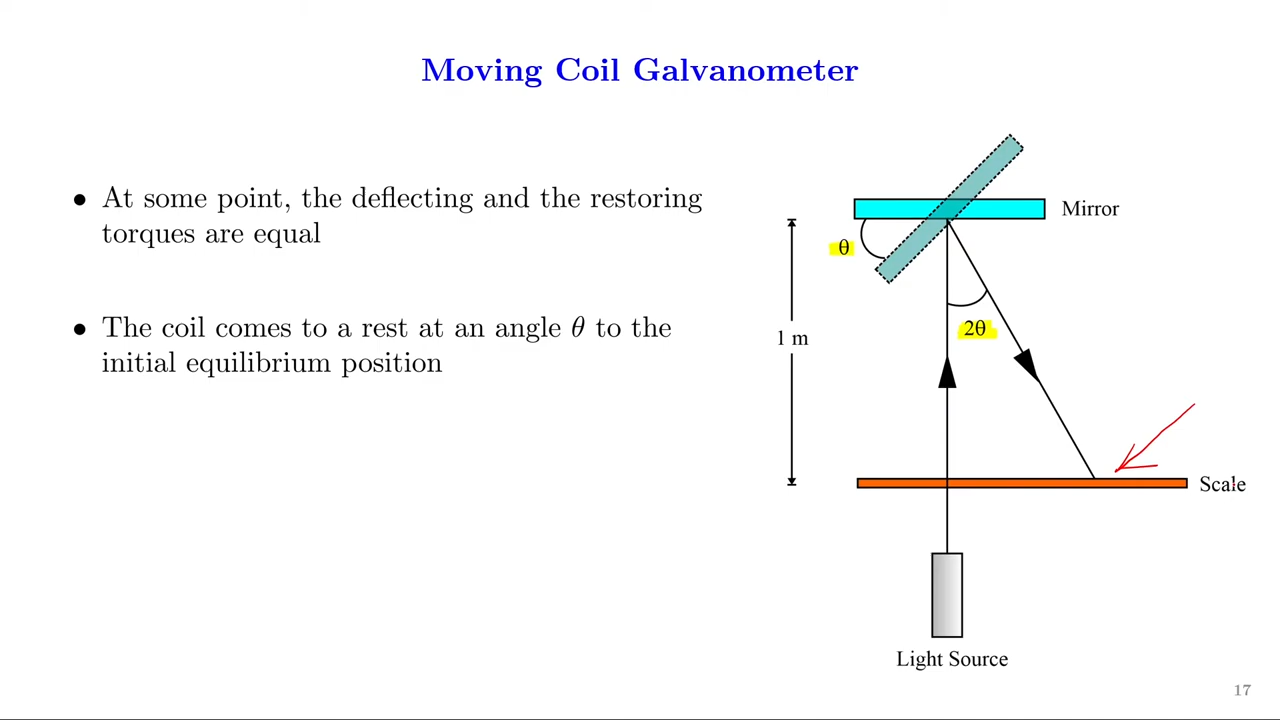 Moving Coil Galvanometer
• At some point, the deflecting and the restoring
torques are equal
• The coil comes to a rest at an angle θ to the
initial equilibrium position
Mirror
θ
2θ
1 m
Scale
Light Source
17